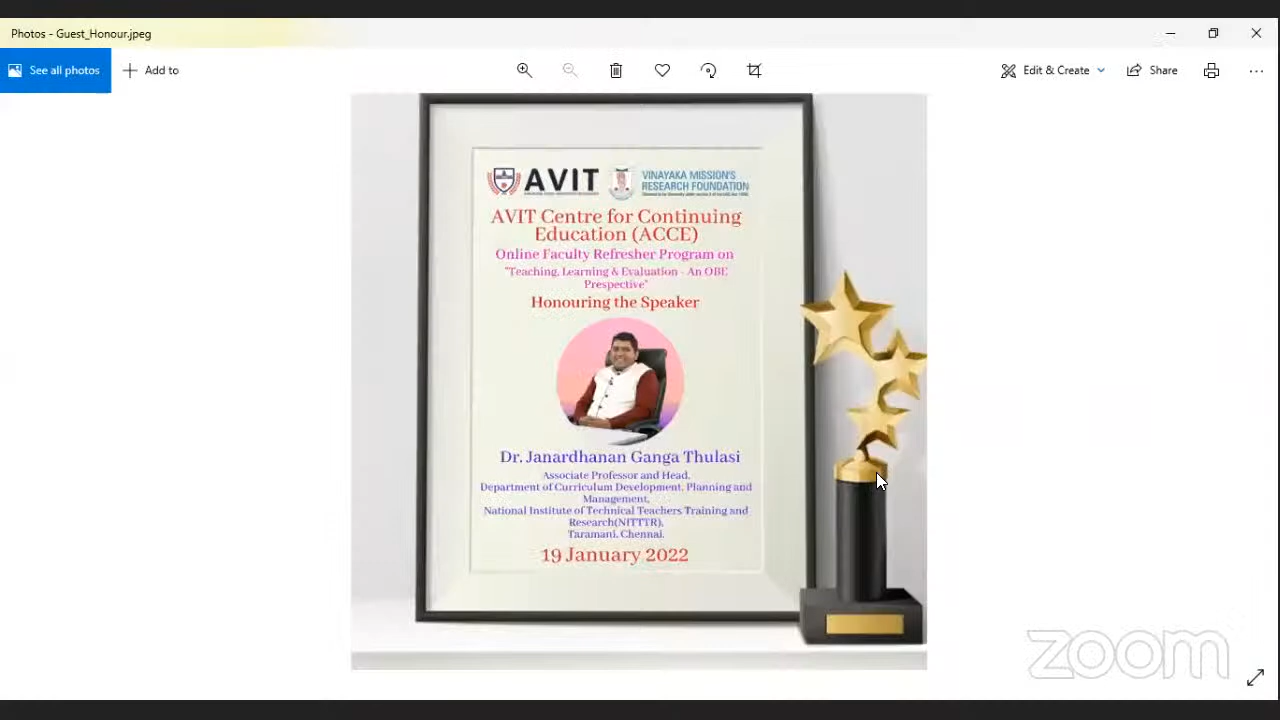 Photos - Guest_Honour.jpeg
See all photos
Add to
Edit & Create
Share
AVIT
VINAYAKA MISSION'S
RESEARCH FOUNDATION
AVIT Centre for Continuing
Education (ACCE)
Online Faculty Refresher Program on
"Teaching, Learning & Evaluation - An OBE
Prespective"
Honouring the Speaker
Dr. Janardhanan Ganga Thulasi
Associate Professor and Head,
Department of Curriculum Development, Planning and
Management,
National Institute of Technical Teachers Training and
Research(NITTTR),
Taramani, Chennai.
19 January 2022
zoom